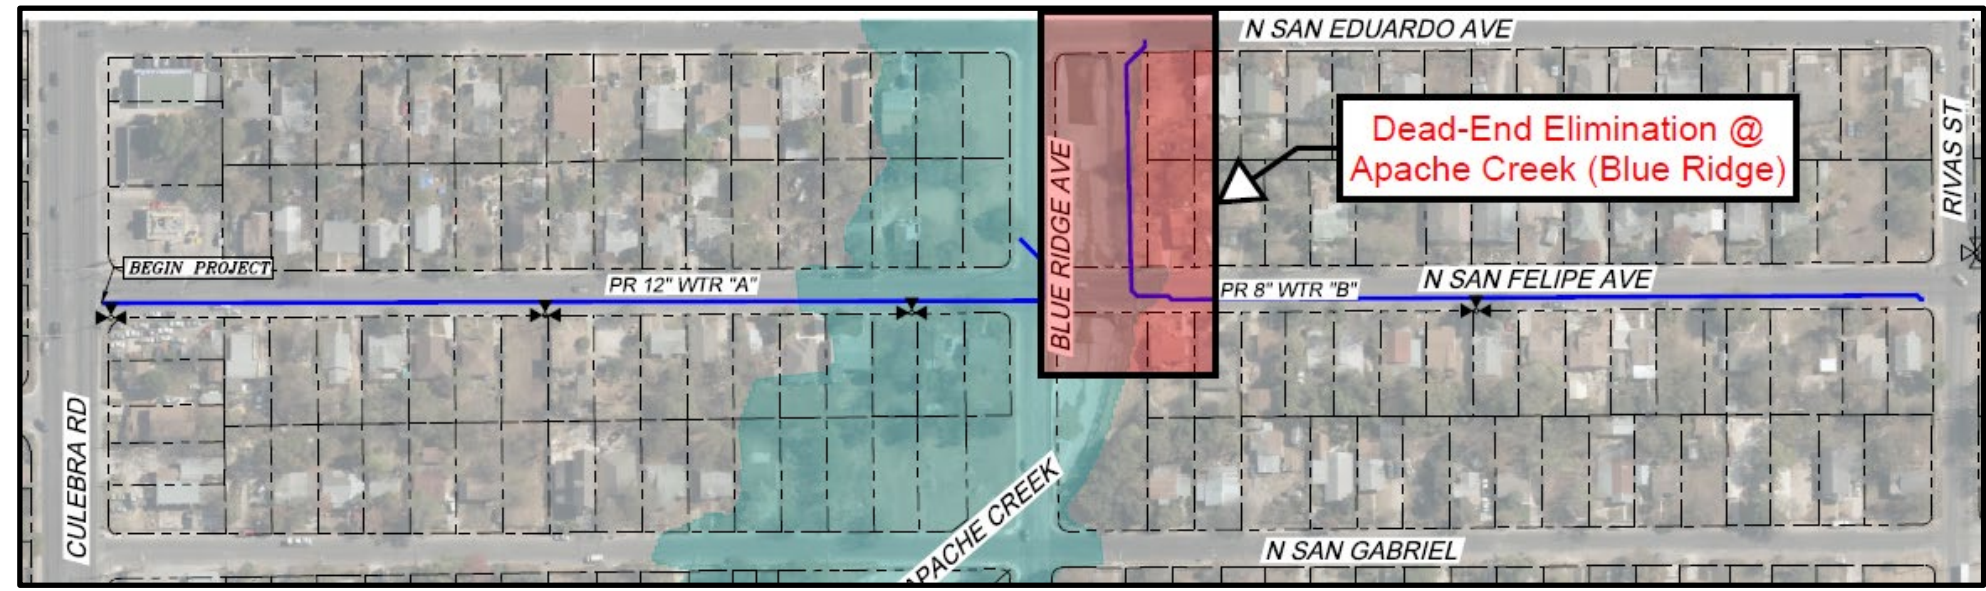 N SAN EDUARDO AVE
Dead-End Elimination @
Apache Creek (Blue Ridge)
RIVAS ST
BLUE RIDGE AVE
BEGIN PROJECT
PR 12" WTR "A"
PR 8" WTR "B"
N SAN FELIPE AVE
CULEBRA RD
APACHE CREEK
N SAN GABRIEL